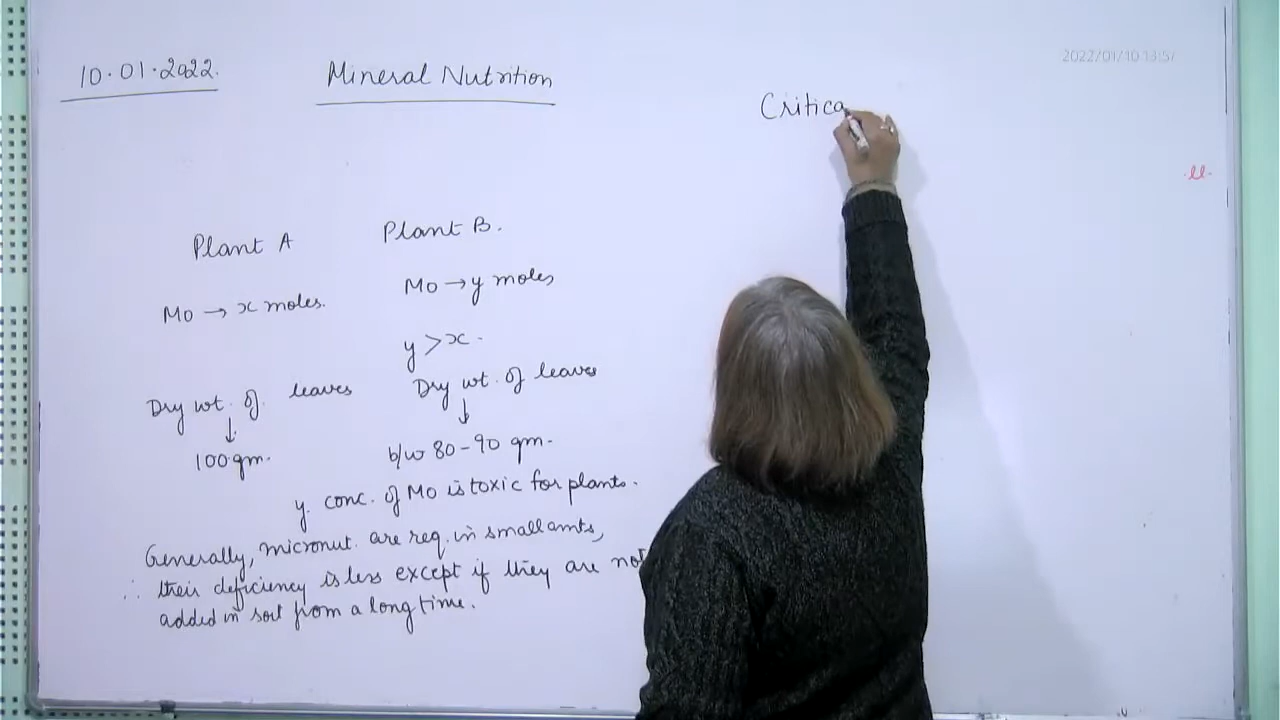 10.01.2022.
Mineral Nutrition
2022/01/10 13:57
Critica
Plant A
Plant B.
Mo → x moles.
Mo → y moles
y > x.
Dry wt. of leaves
↓
100 gm.
Dry wt. of leaves
↓
b/w 80-90 gm.
y. conc. of Mo is toxic for plants.
Generally, micronut. are req. in small amts,
∴ their deficiency is less except if they are not
added in soil from a long time.